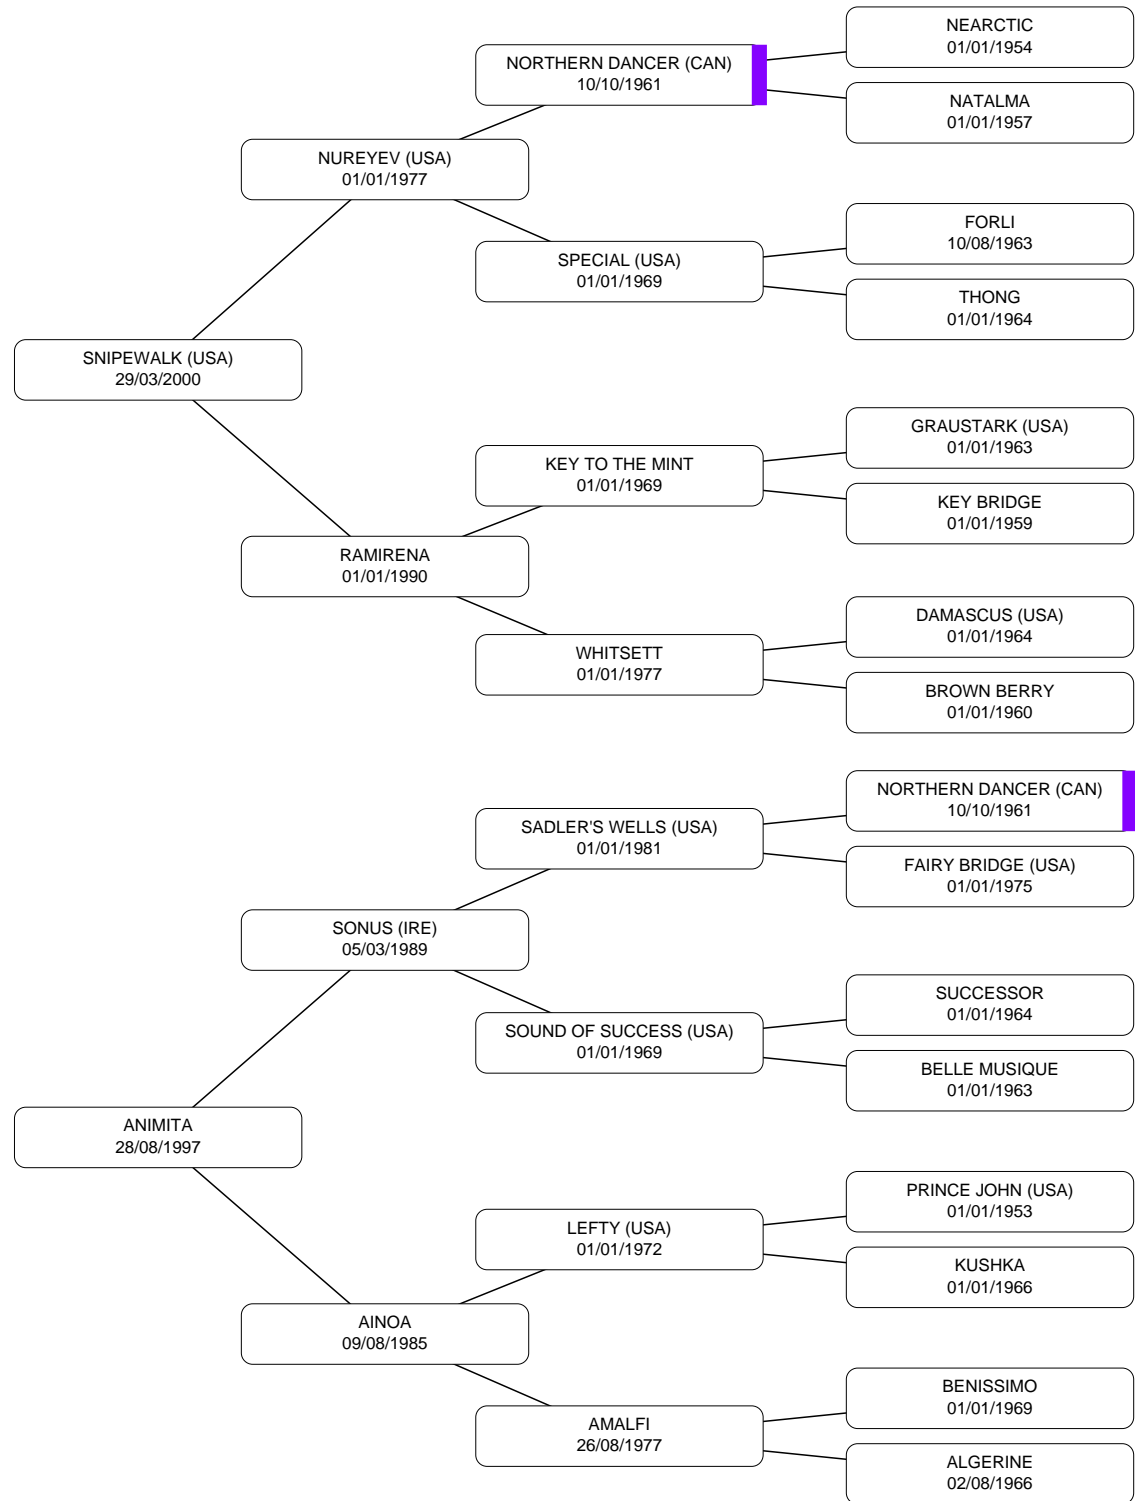 NEARCTIC
01/01/1954
NORTHERN DANCER (CAN)
10/10/1961
NATALMA
01/01/1957
NUREYEV (USA)
01/01/1977
FORLI
10/08/1963
SPECIAL (USA)
01/01/1969
THONG
01/01/1964
SNIPEWALK (USA)
29/03/2000
GRAUSTARK (USA)
01/01/1963
KEY TO THE MINT
01/01/1969
KEY BRIDGE
01/01/1959
RAMIRENA
01/01/1990
DAMASCUS (USA)
01/01/1964
WHITSETT
01/01/1977
BROWN BERRY
01/01/1960
NORTHERN DANCER (CAN)
10/10/1961
SADLER'S WELLS (USA)
01/01/1981
FAIRY BRIDGE (USA)
01/01/1975
SONUS (IRE)
05/03/1989
SUCCESSOR
01/01/1964
SOUND OF SUCCESS (USA)
01/01/1969
BELLE MUSIQUE
01/01/1963
ANIMITA
28/08/1997
PRINCE JOHN (USA)
01/01/1953
LEFTY (USA)
01/01/1972
KUSHKA
01/01/1966
AINOA
09/08/1985
BENISSIMO
01/01/1969
AMALFI
26/08/1977
ALGERINE
02/08/1966